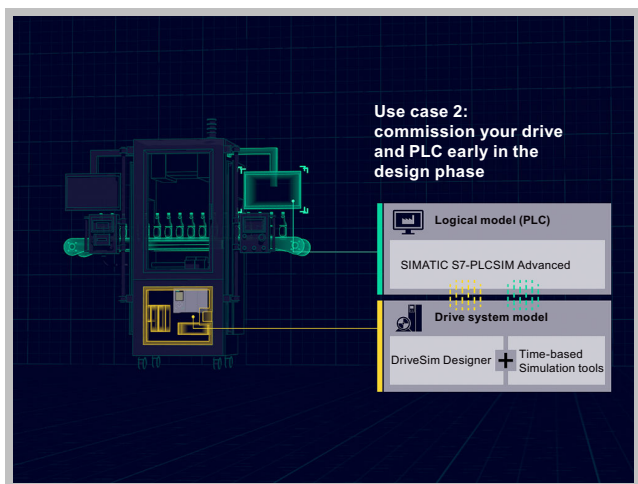 Use case 2:
commission your drive
and PLC early in the
design phase
Logical model (PLC)
SIMATIC S7-PLCSIM Advanced
Drive system model
DriveSim Designer
+
Time-based
Simulation tools